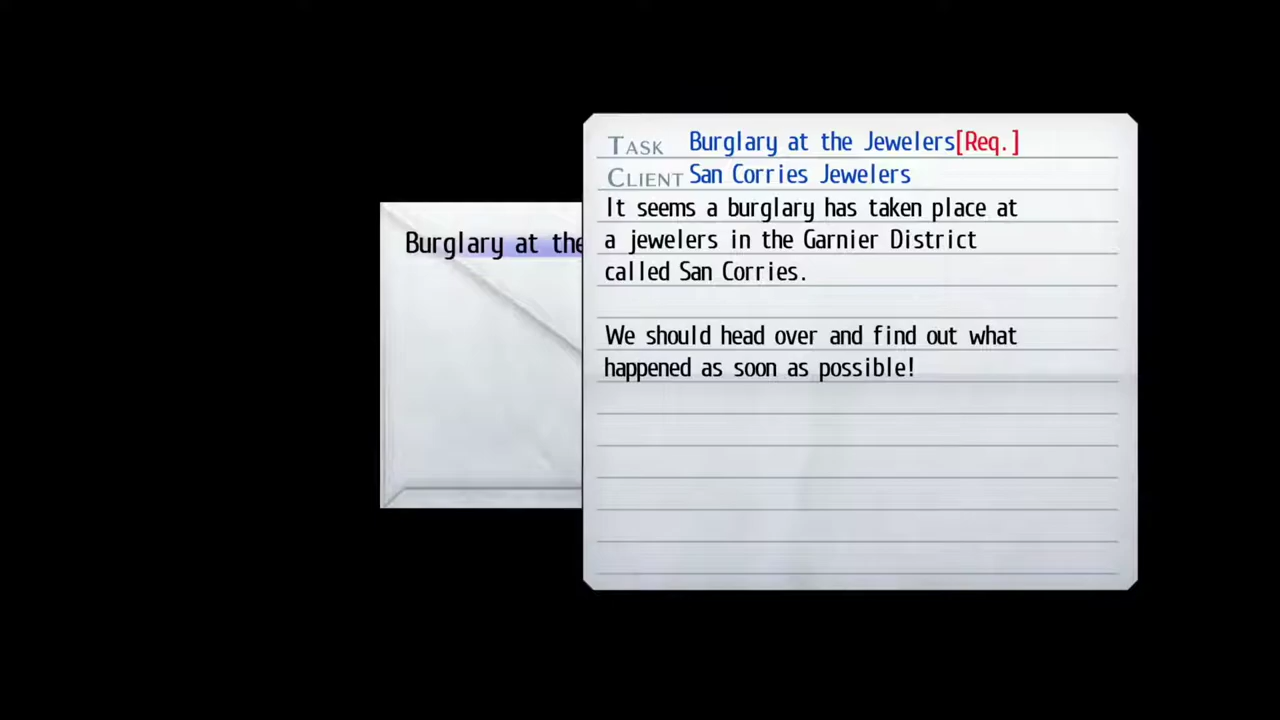 TASK Burglary at the Jewelers[Req.]
CLIENT San Corries Jewelers
It seems a burglary has taken place at
a jewelers in the Garnier District
called San Corries.
We should head over and find out what
happened as soon as possible!
Burglary at the